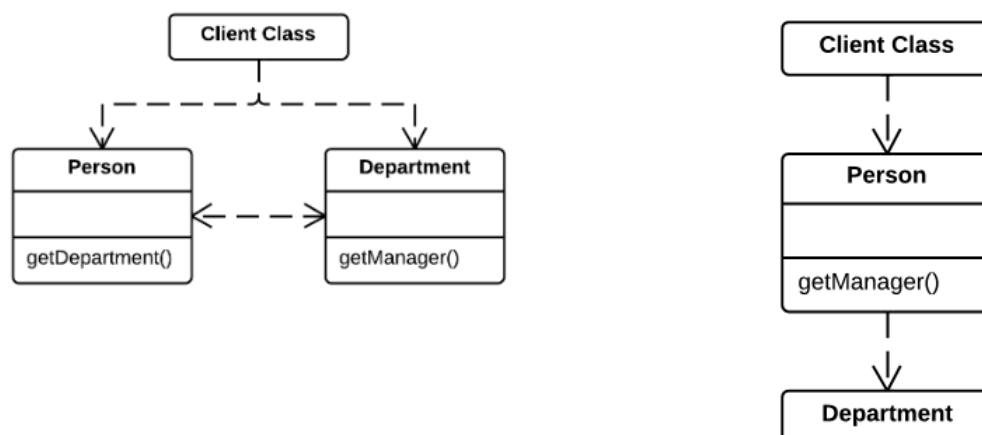 Client Class
Person
Department
getDepartment()
getManager()
Client Class
Person
getManager()
Department